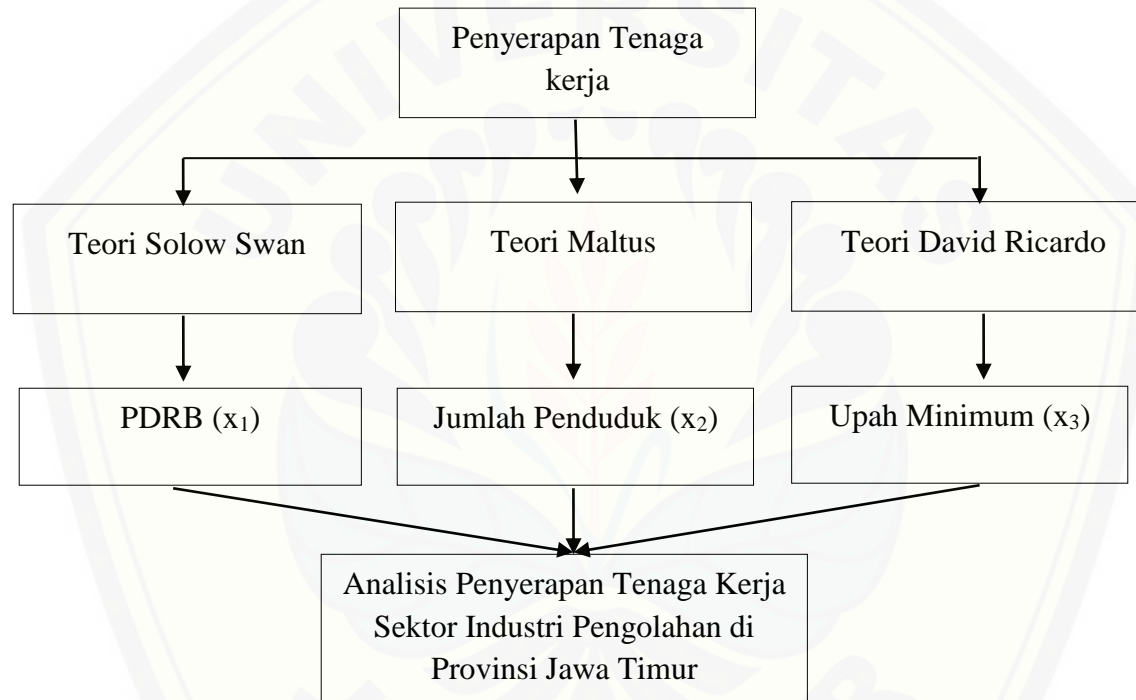 UNIVERSITAS
Penyerapan Tenaga
kerja
Teori Solow Swan
Teori Maltus
Teori David Ricardo
PDRB (x₁)
Jumlah Penduduk (x₂)
Upah Minimum (x₃)
Analisis Penyerapan Tenaga Kerja
Sektor Industri Pengolahan di
Provinsi Jawa Timur